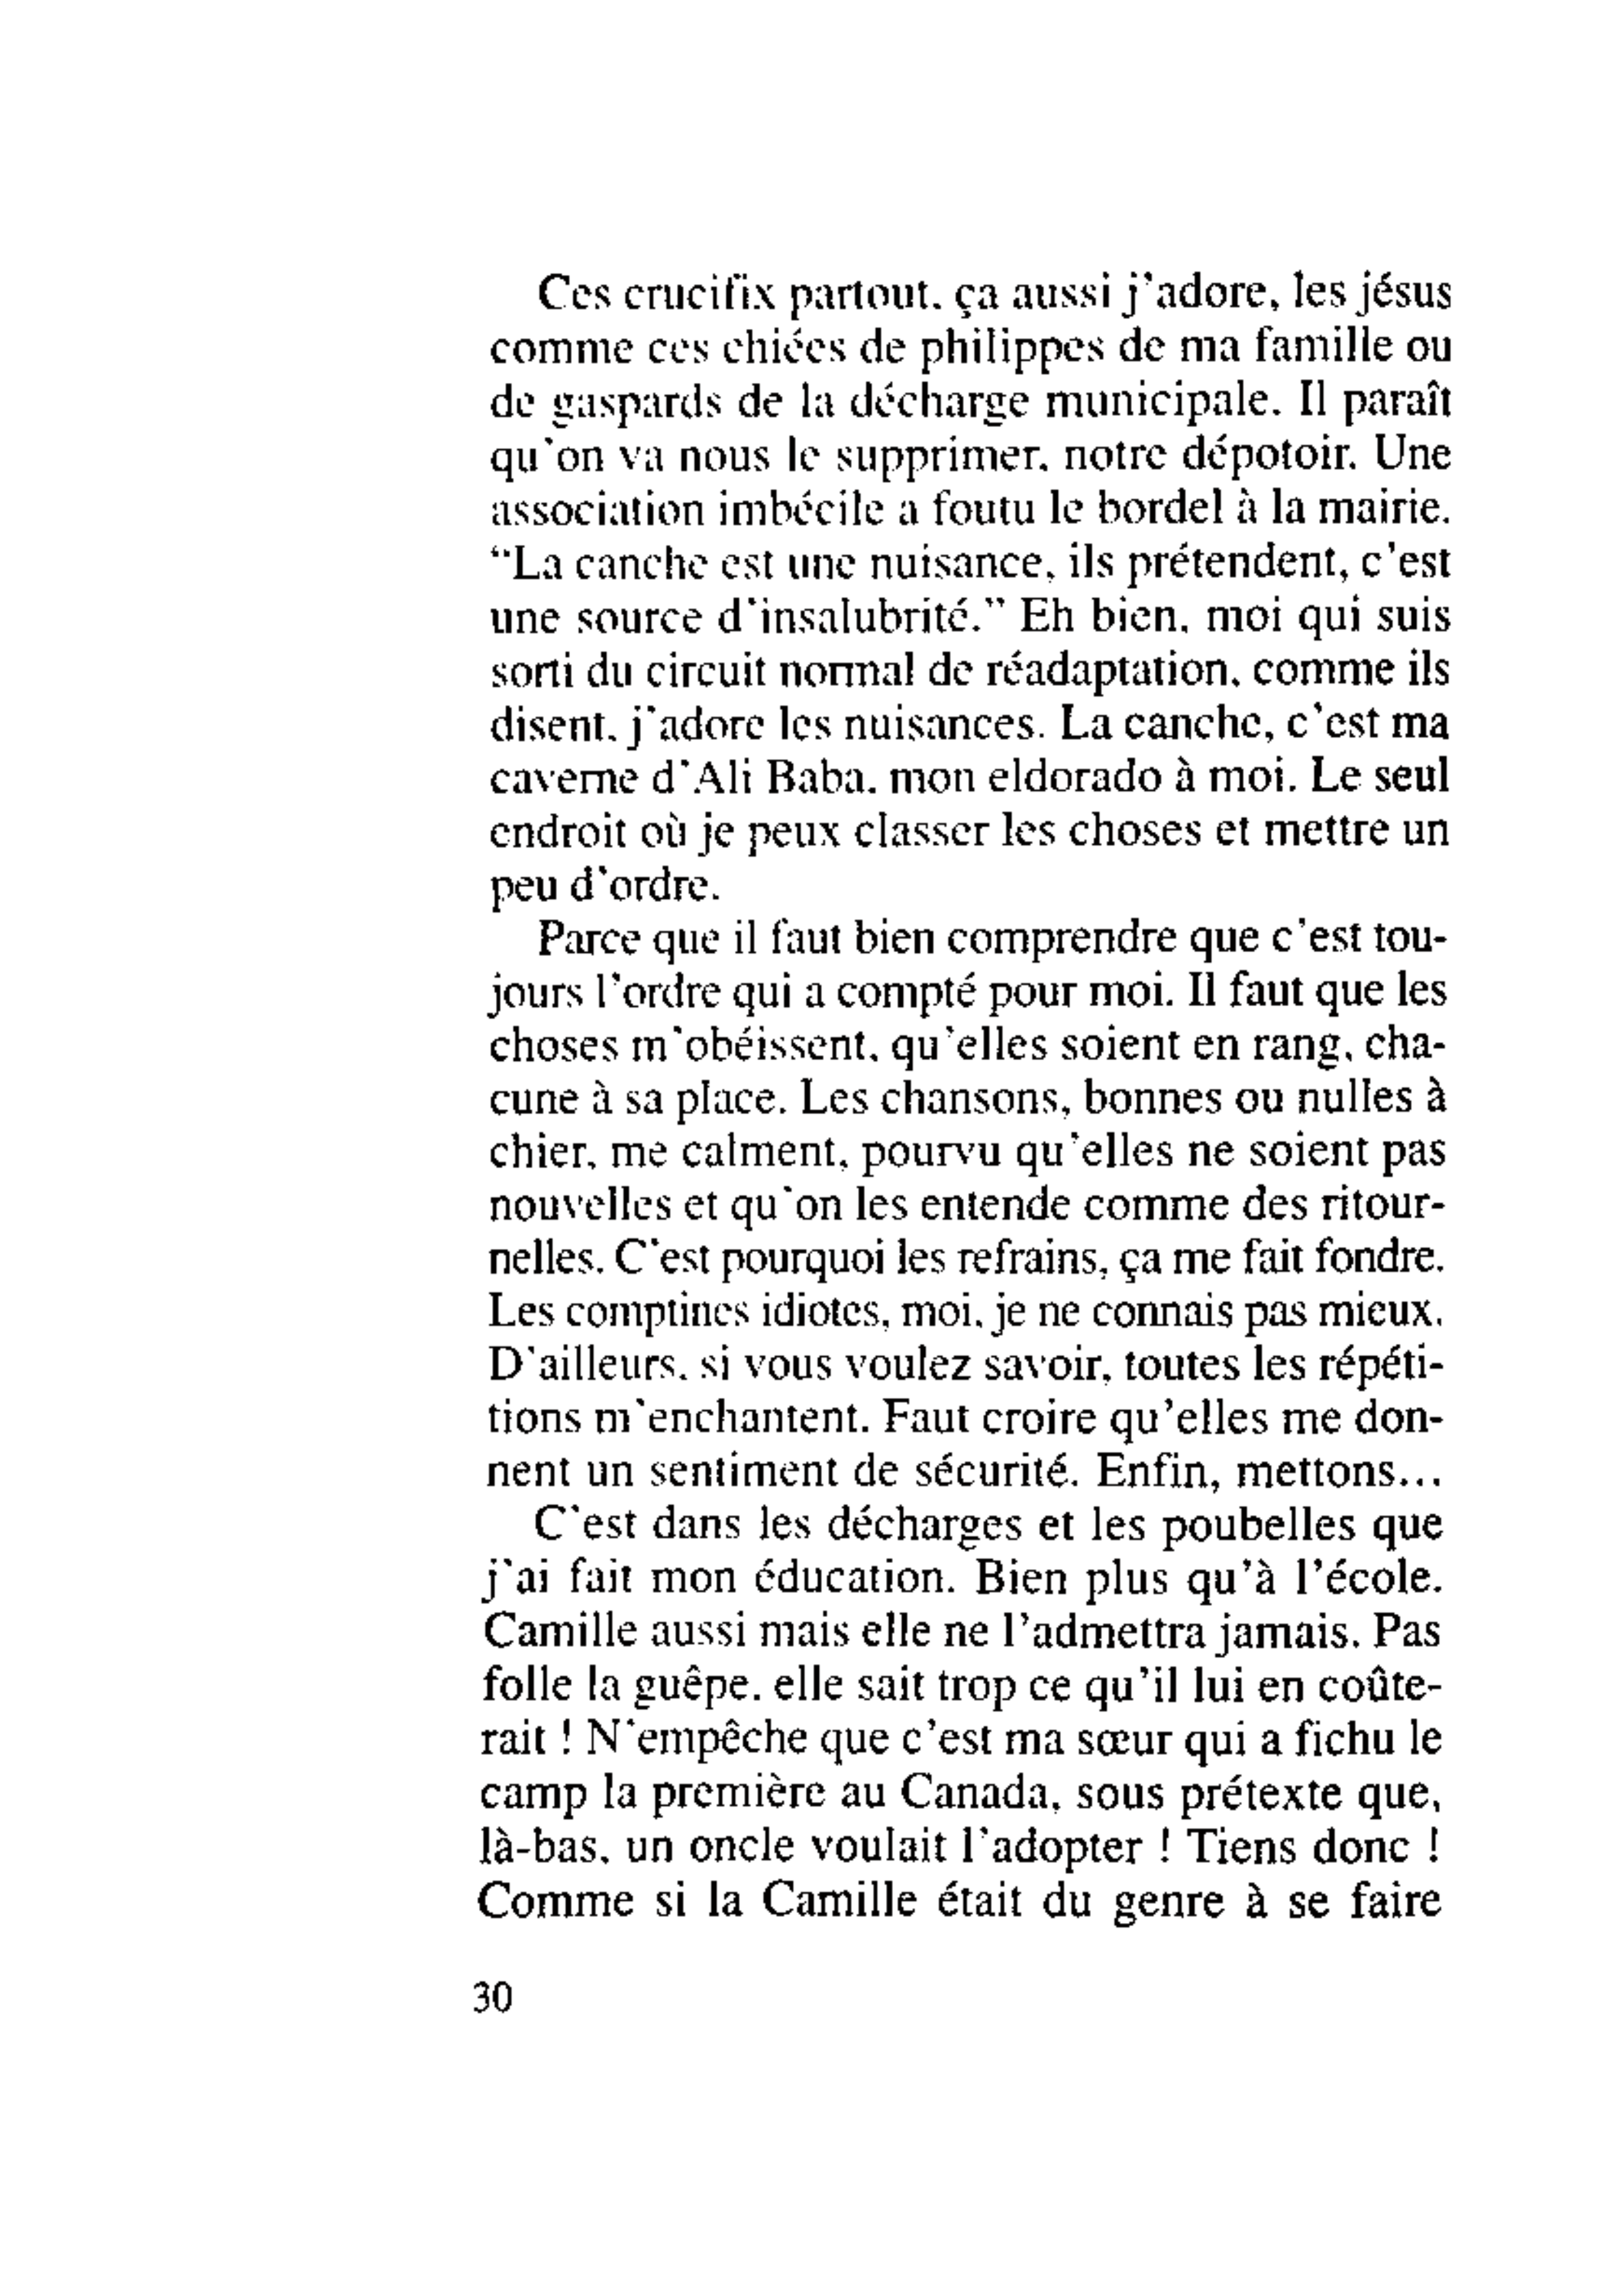 Ces crucifix partout, ça aussi j'adore, les jésus
comme ces chiées de philippes de ma famille ou
de gaspards de la décharge municipale. Il paraît
qu'on va nous le supprimer, notre dépotoir. Une
association imbécile a foutu le bordel à la mairie.
“La canche est une nuisance, ils prétendent, c'est
une source d'insalubrité.” Eh bien, moi qui suis
sorti du circuit normal de réadaptation, comme ils
disent, j'adore les nuisances. La canche, c'est ma
caverne d'Ali Baba, mon eldorado à moi. Le seul
endroit où je peux classer les choses et mettre un
peu d'ordre.
Parce que il faut bien comprendre que c'est tou-
jours l'ordre qui a compté pour moi. Il faut que les
choses m'obéissent, qu'elles soient en rang, cha-
cune à sa place. Les chansons, bonnes ou nulles à
chier, me calment, pourvu qu'elles ne soient pas
nouvelles et qu'on les entende comme des ritour-
nelles. C'est pourquoi les refrains, ça me fait fondre.
Les comptines idiotes, moi, je ne connais pas mieux.
D'ailleurs, si vous voulez savoir, toutes les répéti-
tions m'enchantent. Faut croire qu'elles me don-
nent un sentiment de sécurité. Enfin, mettons...
C'est dans les décharges et les poubelles que
j'ai fait mon éducation. Bien plus qu'à l'école.
Camille aussi mais elle ne l'admettra jamais. Pas
folle la guêpe, elle sait trop ce qu'il lui en coûte-
rait ! N'empêche que c'est ma sœur qui a fichu le
camp la première au Canada, sous prétexte que,
là-bas, un oncle voulait l'adopter ! Tiens donc !
Comme si la Camille était du genre à se faire
30